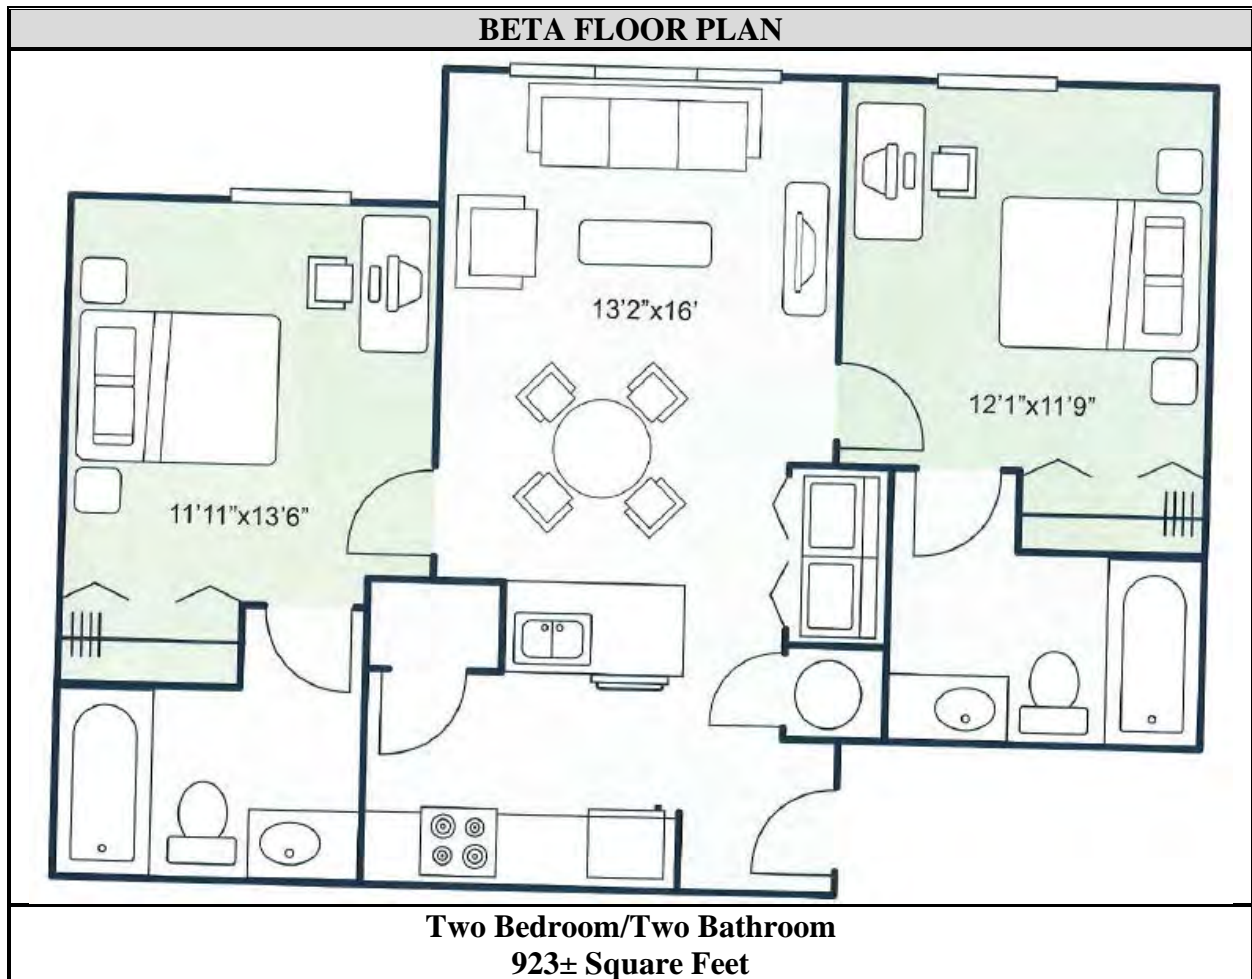 BETA FLOOR PLAN
13’2”x16’
12’1”x11’9”
11’11”x13’6”
Two Bedroom/Two Bathroom
923± Square Feet